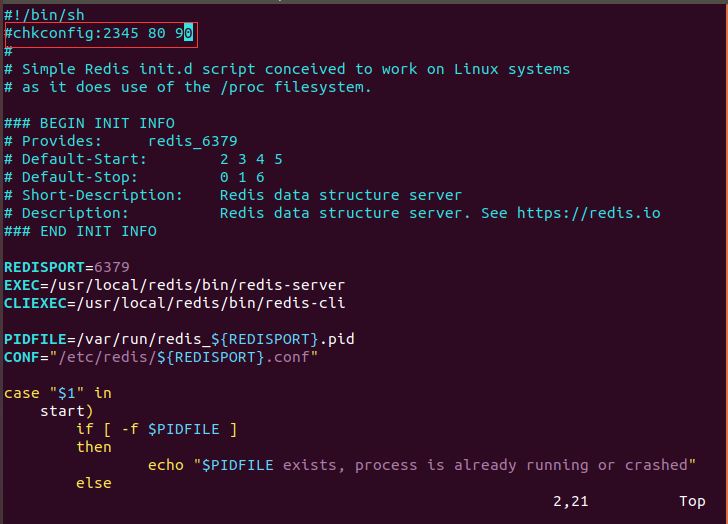 #!/bin/sh
#chkconfig:2345 80 90
#
# Simple Redis init.d script conceived to work on Linux systems
# as it does use of the /proc filesystem.
### BEGIN INIT INFO
# Provides:     redis_6379
# Default-Start:        2 3 4 5
# Default-Stop:         0 1 6
# Short-Description:    Redis data structure server
# Description:          Redis data structure server. See https://redis.io
### END INIT INFO
REDISPORT=6379
EXEC=/usr/local/redis/bin/redis-server
CLIEXEC=/usr/local/redis/bin/redis-cli
PIDFILE=/var/run/redis_${REDISPORT}.pid
CONF="/etc/redis/${REDISPORT}.conf"
case "$1" in
    start)
        if [ -f $PIDFILE ]
        then
                echo "$PIDFILE exists, process is already running or crashed"
        else
2,21          Top